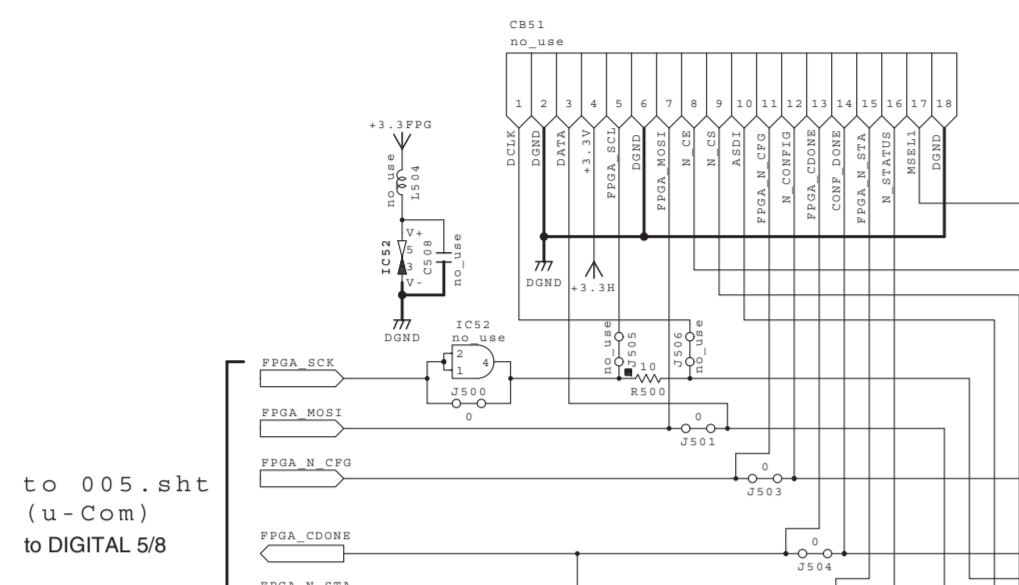 CB51
no_use
1 2 3 4 5 6 7 8 9 10 11 12 13 14 15 16 17 18
DCLK
DGND
DATA
+3.3V
FPGA_SCL
DGND
FPGA_MOSI
N_CE
N_CS
ASDI
FPGA_N_CFG
N_CONFIG
FPGA_CDONE
CONF_DONE
FPGA_N_STA
N_STATUS
MSEL1
DGND
+3.3FPG
no_use
L504
V+
5
IC52
3
V-
C508
no_use
DGND
DGND
+3.3H
IC52
no_use
2
1
4
J500
0
no_use
J505
J506
no_use
10
R500
FPGA_SCK
FPGA_MOSI
0
J501
FPGA_N_CFG
0
J503
to 005.sht
(u-Com)
to DIGITAL 5/8
FPGA_CDONE
0
J504
FPGA_N_STA